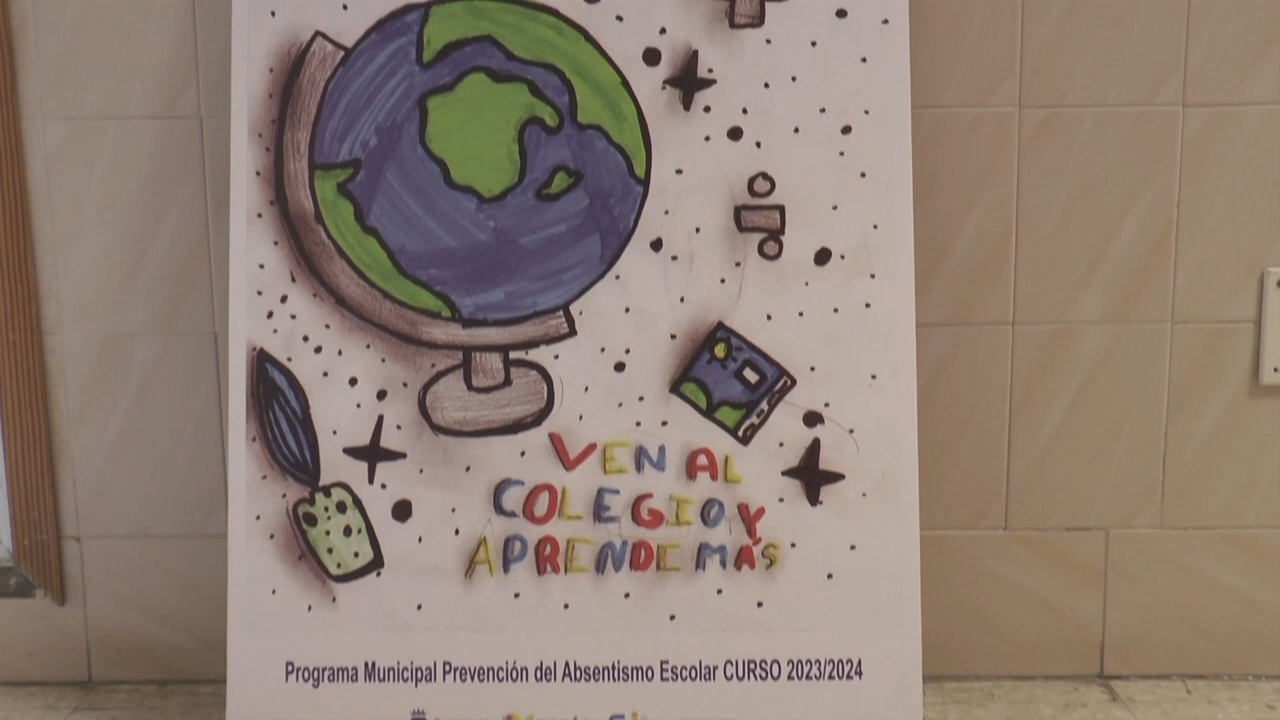 VEN AL
COLEGIO Y
APRENDE MÁS
Programa Municipal Prevención del Absentismo Escolar CURSO 2023/2024